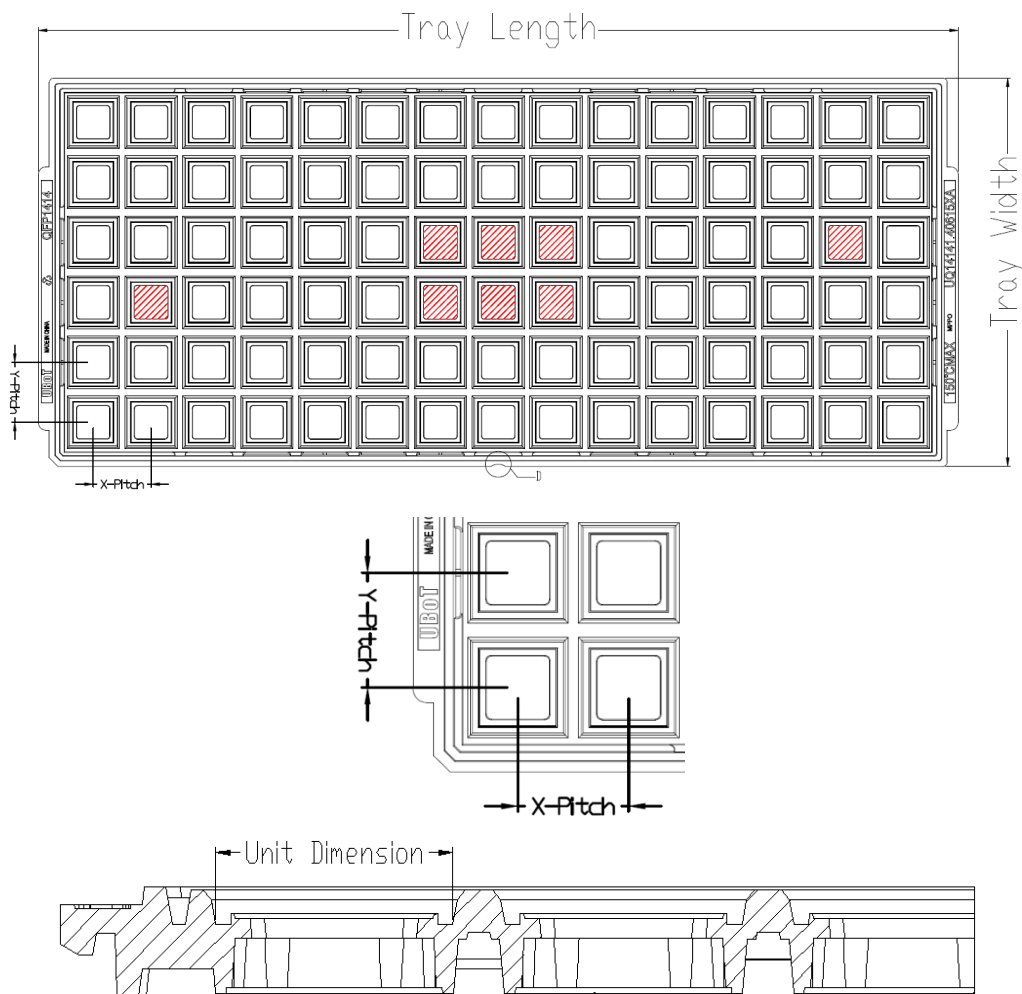 Tray Length
QFP1414
MADE IN CHINA
UBoT
Y-Pitch
X-Pitch
D
UQ14141.40615XA
MPPO
150°CMAX
Tray Width
MADE IN C
UBoT
Y-Pitch
X-Pitch
Unit Dimension